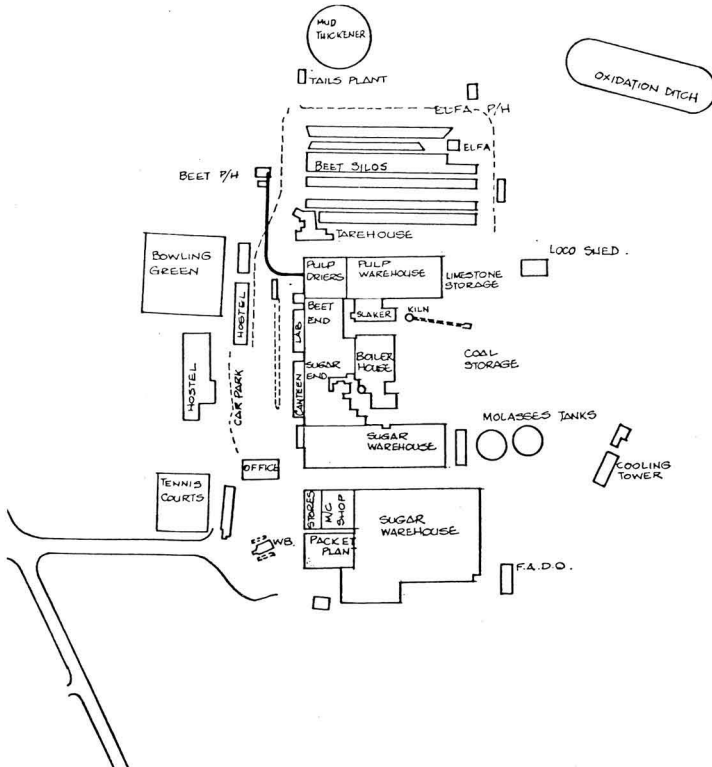 MUD
THICKENER
TAILS PLANT
OXIDATION DITCH
ELFA-P/H
ELFA
BEET SILOS
BEET P/H
TAREHOUSE
BOWLING
GREEN
LOCO SHED.
PULP
DRIERS
PULP
WAREHOUSE
LIMESTONE
STORAGE
HOSTEL
BEET
END
SLAKER
KILN
LAB
HOSTEL
SUGAR
END
BOILER
HOUSE
COAL
STORAGE
CAR PARK
CANTEEN
MOLASSES TANKS
SUGAR
WAREHOUSE
OFFICE
COOLING
TOWER
TENNIS
COURTS
STORES
M/C
SHOP
SUGAR
WAREHOUSE
W.B.
PACKET
PLAN
F.A.D.O.